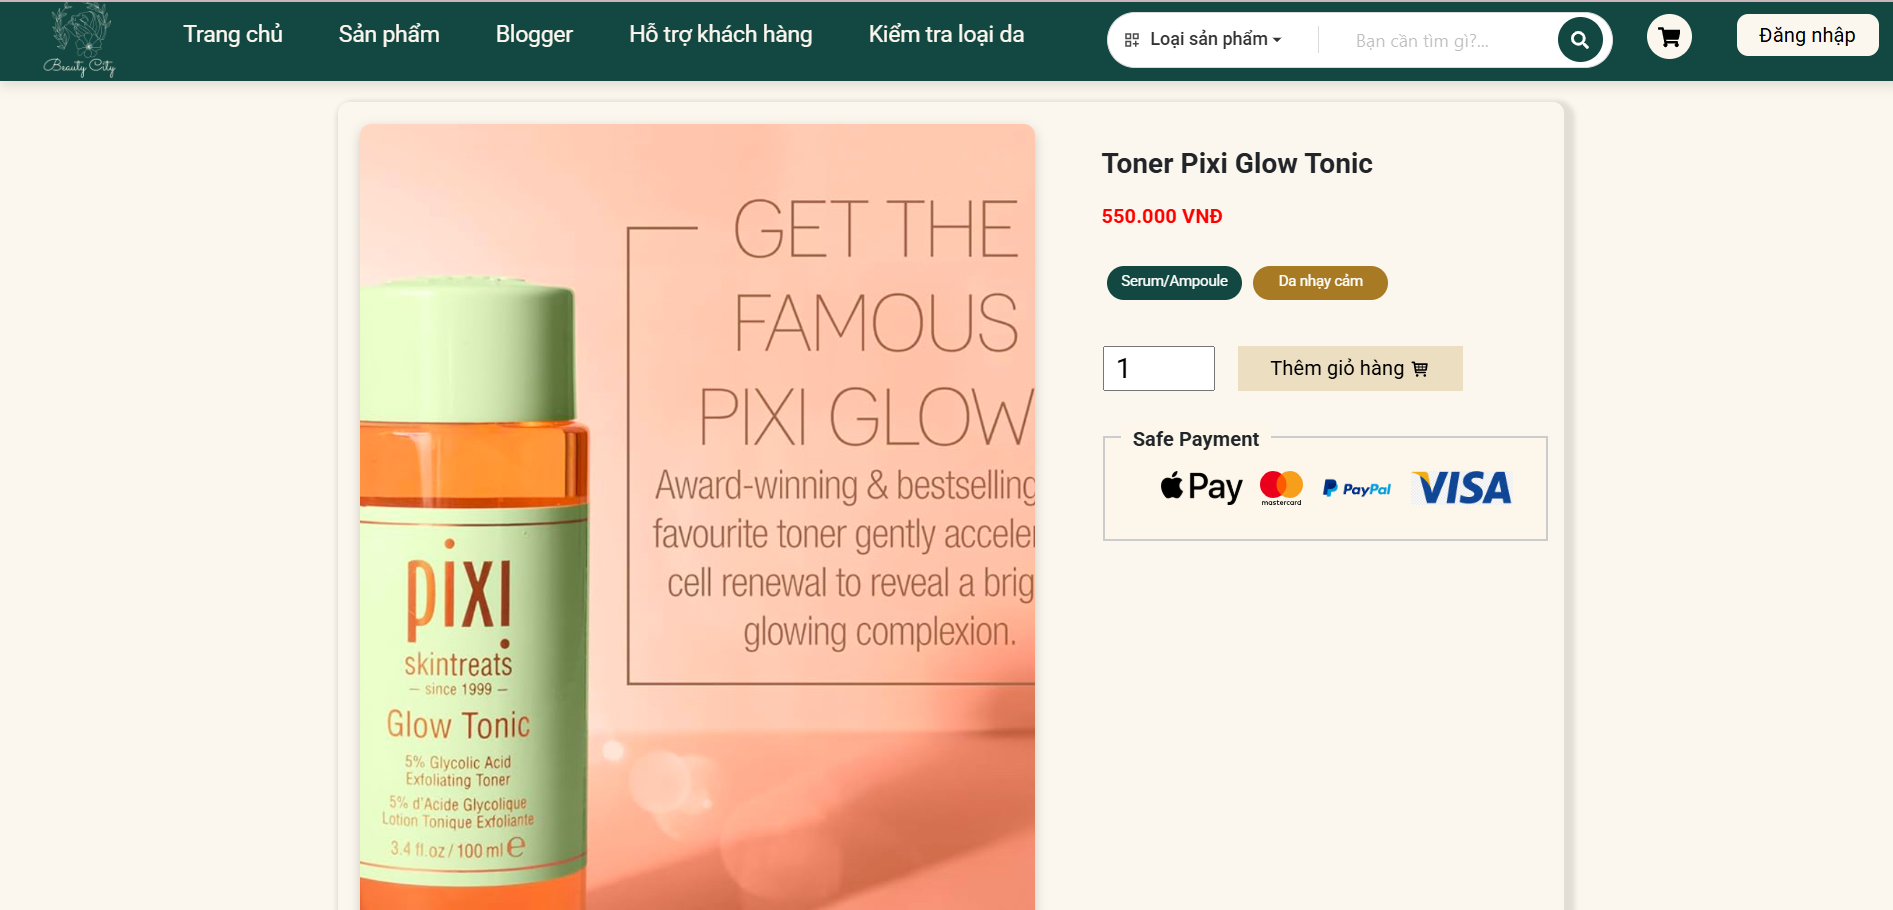 Beauty City
Trang chủ
Sản phẩm
Blogger
Hỗ trợ khách hàng
Kiểm tra loại da
Loại sản phẩm
Bạn cần tìm gì?...
Đăng nhập
GET THE
FAMOUS
PIXI GLOW
Award-winning & bestselling
favourite toner gently acceler
cell renewal to reveal a brig
glowing complexion.
pixi
skintreats
– since 1999 –
Glow Tonic
5% Glycolic Acid
Exfoliating Toner
5% d'Acide Glycolique
Lotion Tonique Exfoliante
3.4 fl.oz / 100 ml ℮
Toner Pixi Glow Tonic
550.000 VNĐ
Serum/Ampoule
Da nhạy cảm
1
Thêm giỏ hàng
Safe Payment
Pay
mastercard
PayPal
VISA